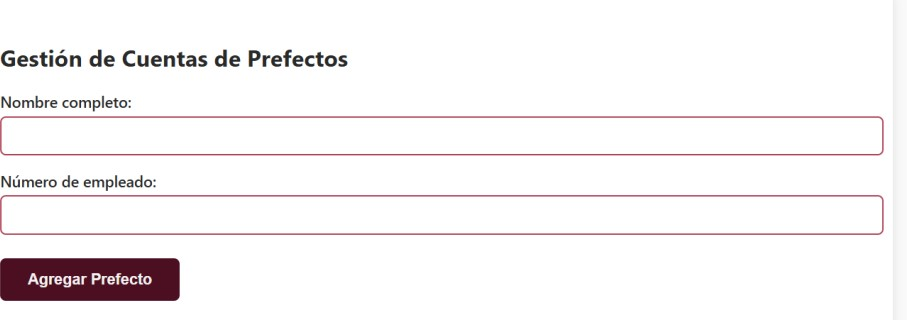 Gestión de Cuentas de Prefectos
Nombre completo:
Número de empleado:
Agregar Prefecto